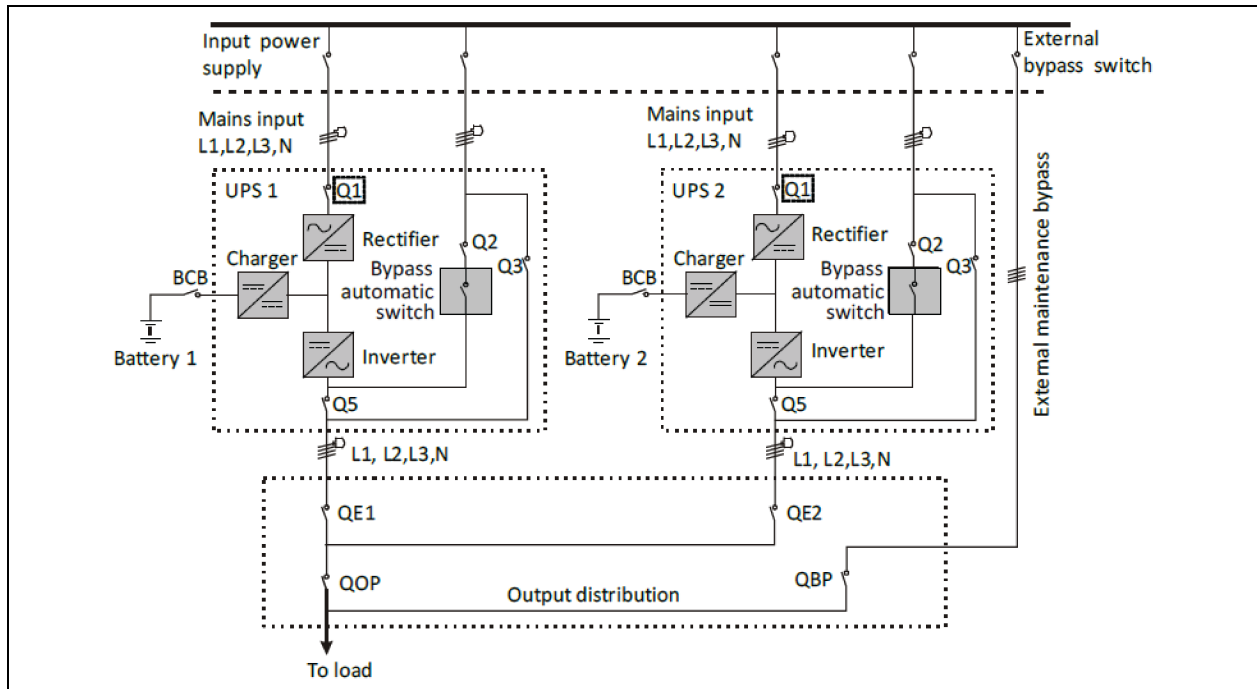 Input power
supply
External
bypass switch
Mains input
L1,L2,L3,N
Mains input
L1,L2,L3,N
UPS 1
Q1
Rectifier
Q2
Q3
Charger
Bypass
automatic
switch
BCB
Battery 1
Inverter
Q5
L1, L2,L3,N
UPS 2
Q1
Rectifier
Q2
Q3
Charger
Bypass
automatic
switch
BCB
Battery 2
Inverter
Q5
L1, L2,L3,N
External maintenance bypass
QE1
QE2
QOP
QBP
Output distribution
To load